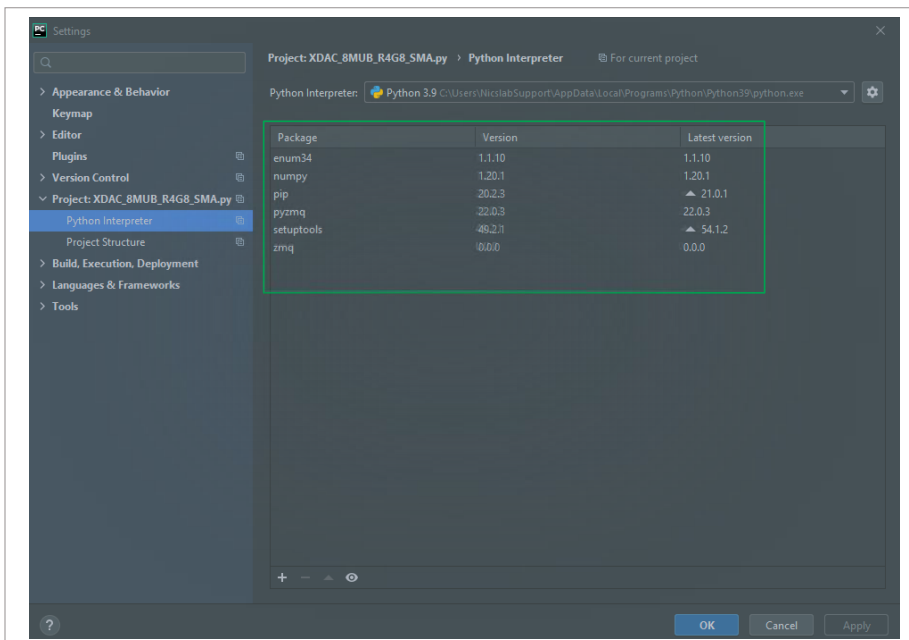 PC Settings
Project: XDAC_8MUB_R4G8_SMA.py › Python Interpreter For current project
Python Interpreter: Python 3.9 C:\Users\NicslabSupport\AppData\Local\Programs\Python\Python39\python.exe
Appearance & Behavior
Keymap
Editor
Plugins
Version Control
Project: XDAC_8MUB_R4G8_SMA.py
Python Interpreter
Project Structure
Build, Execution, Deployment
Languages & Frameworks
Tools
Package Version Latest version
enum34 1.1.10 1.1.10
numpy 1.20.1 1.20.1
pip 20.2.3 21.0.1
pyzmq 22.0.3 22.0.3
setuptools 49.2.1 54.1.2
zmq 0.0.0 0.0.0
? OK Cancel Apply